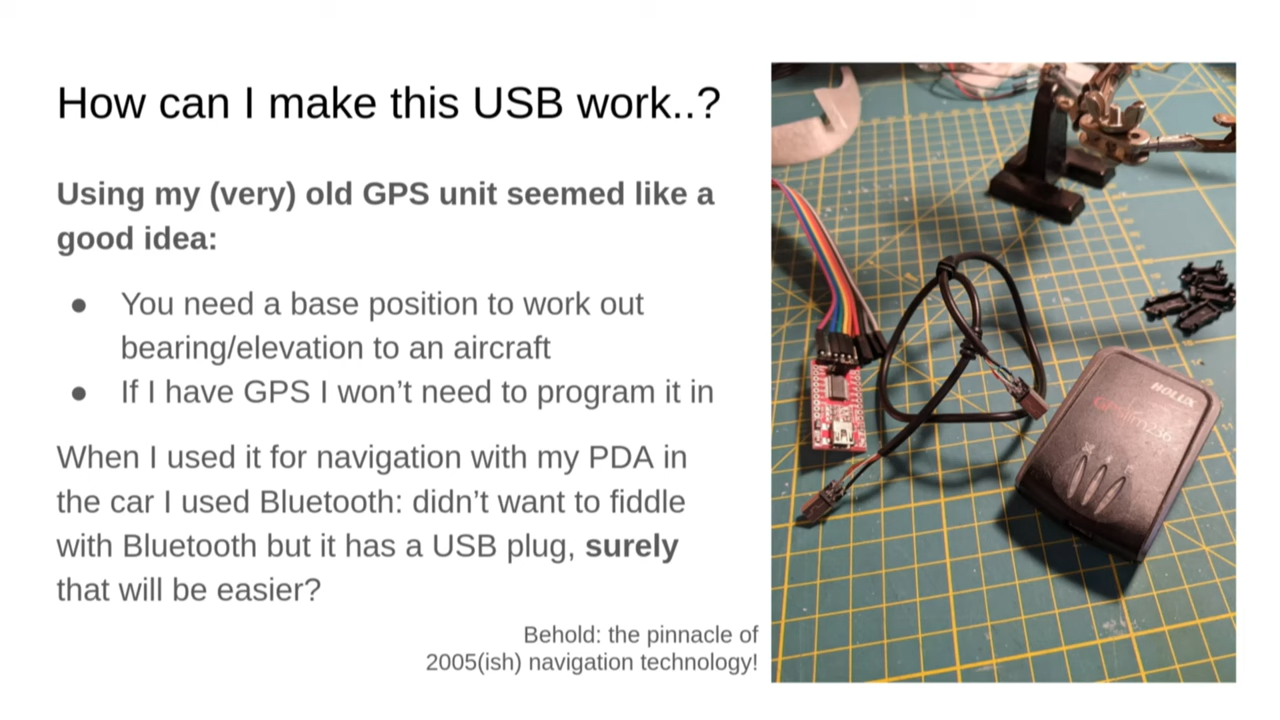 How can I make this USB work..?
Using my (very) old GPS unit seemed like a
good idea:
● You need a base position to work out
bearing/elevation to an aircraft
● If I have GPS I won’t need to program it in
When I used it for navigation with my PDA in
the car I used Bluetooth: didn’t want to fiddle
with Bluetooth but it has a USB plug, surely
that will be easier?
Behold: the pinnacle of
2005(ish) navigation technology!
HOLUX
GPSlim236